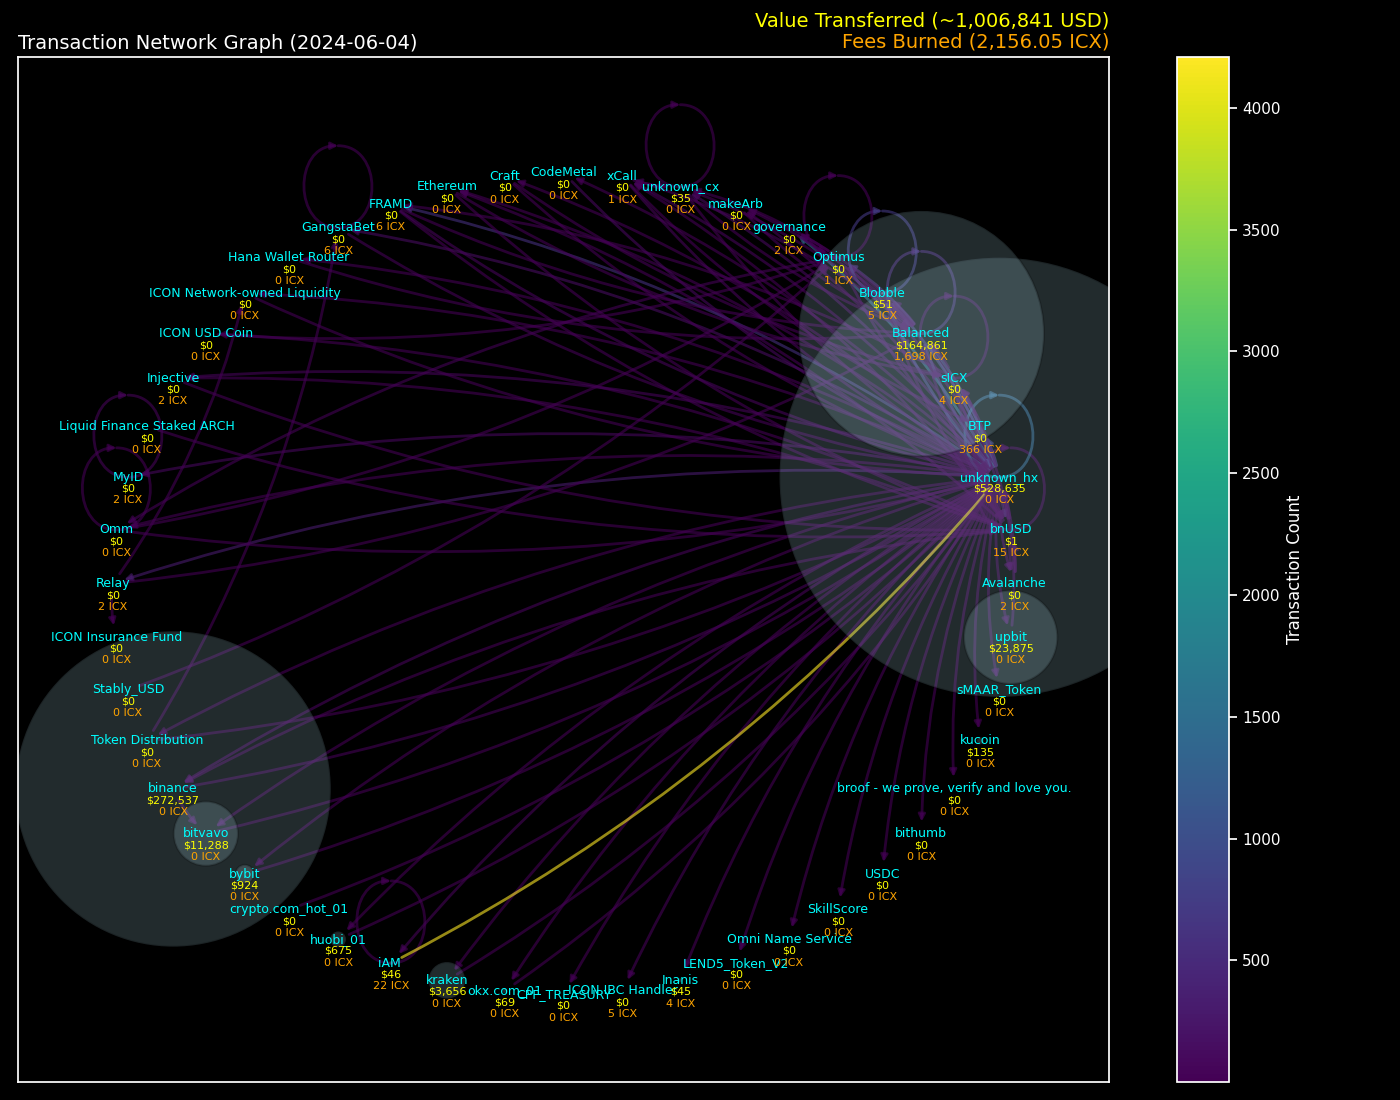 Value Transferred (~1,006,841 USD)
Transaction Network Graph (2024-06-04)
Fees Burned (2,156.05 ICX)
CodeMetal
$0
0 ICX
Craft
$0
0 ICX
xCall
$0
1 ICX
Ethereum
$0
0 ICX
unknown_cx
$35
0 ICX
FRAMD
$0
6 ICX
makeArb
$0
0 ICX
GangstaBet
$0
6 ICX
governance
$0
2 ICX
Hana Wallet Router
$0
0 ICX
Optimus
$0
1 ICX
ICON Network-owned Liquidity
$0
0 ICX
Blobble
$51
5 ICX
ICON USD Coin
$0
0 ICX
Balanced
$164,861
1,698 ICX
Injective
$0
2 ICX
sICX
$0
4 ICX
Liquid Finance Staked ARCH
$0
0 ICX
BTP
$0
366 ICX
MyID
$0
2 ICX
unknown_hx
$528,635
0 ICX
Omm
$0
0 ICX
bnUSD
$1
15 ICX
Relay
$0
2 ICX
Avalanche
$0
2 ICX
ICON Insurance Fund
$0
0 ICX
upbit
$23,875
0 ICX
Stably_USD
$0
0 ICX
sMAAR_Token
$0
0 ICX
Token Distribution
$0
0 ICX
kucoin
$135
0 ICX
binance
$272,537
0 ICX
broof - we prove, verify and love you.
$0
0 ICX
bitvavo
$11,288
0 ICX
bithumb
$0
0 ICX
bybit
$924
0 ICX
USDC
$0
0 ICX
crypto.com_hot_01
$0
0 ICX
SkillScore
$0
0 ICX
huobi_01
$675
0 ICX
Omni Name Service
$0
iAM
$46
22 ICX
LEND5_Token_V2
$0
0 ICX
kraken
$3,656
0 ICX
okx.com_01
$69
0 ICX
CPF_TREASURY
$0
0 ICX
ICON IBC Handler
$0
5 ICX
Inanis
$45
4 ICX
4000
3500
3000
2500
2000
1500
1000
500
Transaction Count